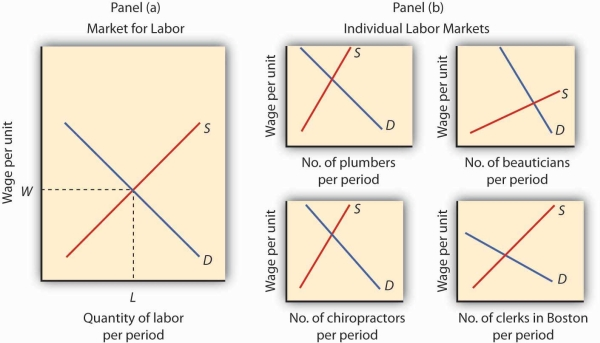 Panel (a)
Market for Labor
Wage per unit
S
W
D
L
Quantity of labor
per period
Panel (b)
Individual Labor Markets
Wage per unit
S
D
No. of plumbers
per period
Wage per unit
S
D
No. of beauticians
per period
Wage per unit
S
D
No. of chiropractors
per period
Wage per unit
S
D
No. of clerks in Boston
per period